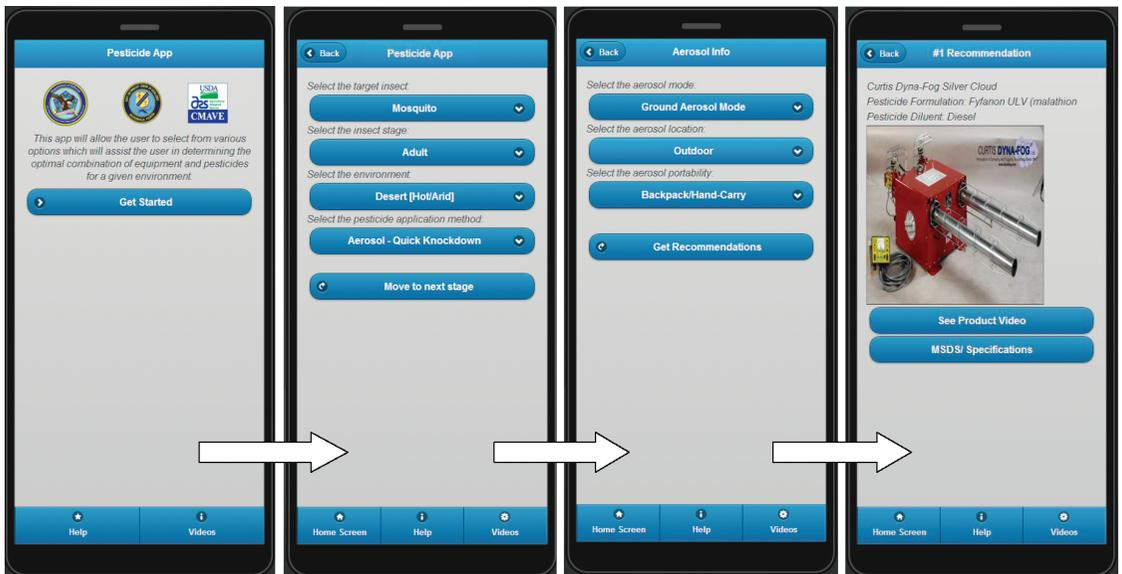 Pesticide App
USDA
ars
CMAVE
This app will allow the user to select from various
options which will assist the user in determining the
optimal combination of equipment and pesticides
for a given environment.
Get Started
Help
Videos
Back
Pesticide App
Select the target insect:
Mosquito
Select the insect stage:
Adult
Select the environment:
Desert [Hot/Arid]
Select the pesticide application method:
Aerosol - Quick Knockdown
Move to next stage
Home Screen
Help
Videos
Back
Aerosol Info
Select the aerosol mode:
Ground Aerosol Mode
Select the aerosol location:
Outdoor
Select the aerosol portability:
Backpack/Hand-Carry
Get Recommendations
Home Screen
Help
Videos
Back
#1 Recommendation
Curtis Dyna-Fog Silver Cloud
Pesticide Formulation: Fyfanon ULV (malathion
Pesticide Diluent: Diesel
CURTIS DYNA-FOG
See Product Video
MSDS/ Specifications
Home Screen
Help
Videos